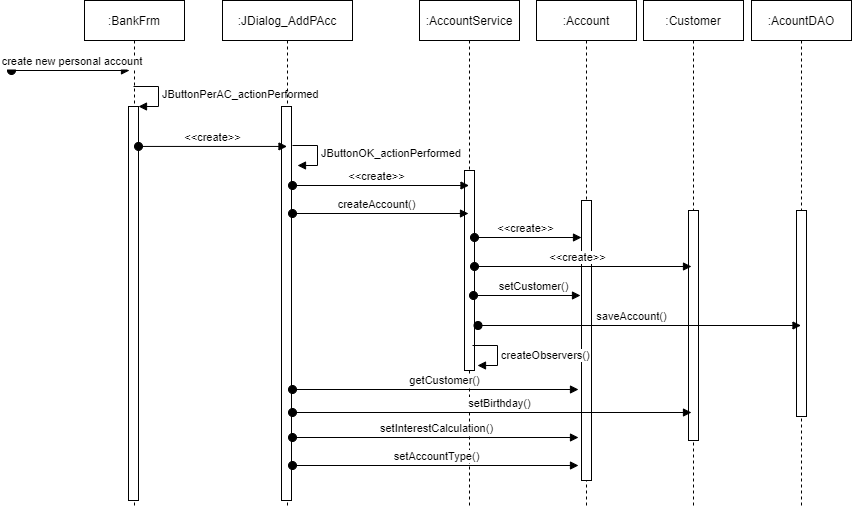 :BankFrm
:JDialog_AddPAcc
:AccountService
:Account
:Customer
:AcountDAO
create new personal account
JButtonPerAC_actionPerformed
<<create>>
JButtonOK_actionPerformed
<<create>>
createAccount()
<<create>>
<<create>>
setCustomer()
saveAccount()
createObservers()
getCustomer()
setBirthday()
setInterestCalculation()
setAccountType()